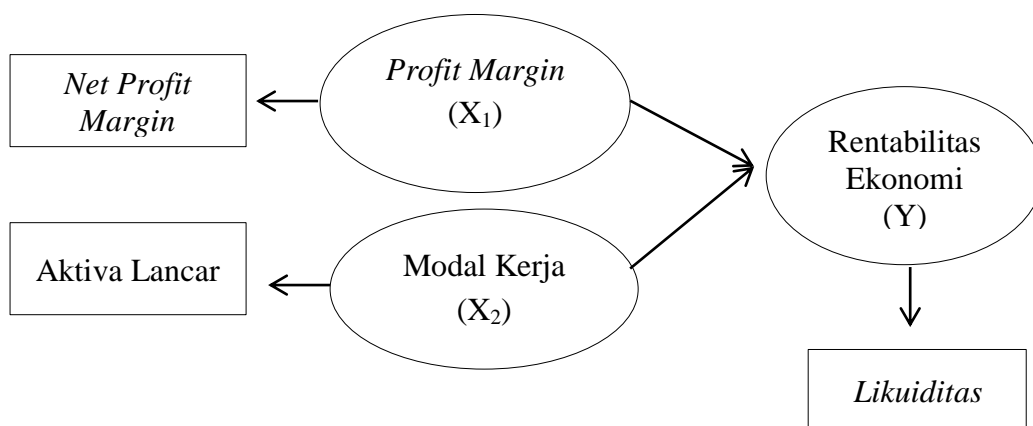 Net Profit
Margin
Profit Margin
(X₁)
Rentabilitas
Ekonomi
(Y)
Aktiva Lancar
Modal Kerja
(X₂)
Likuiditas